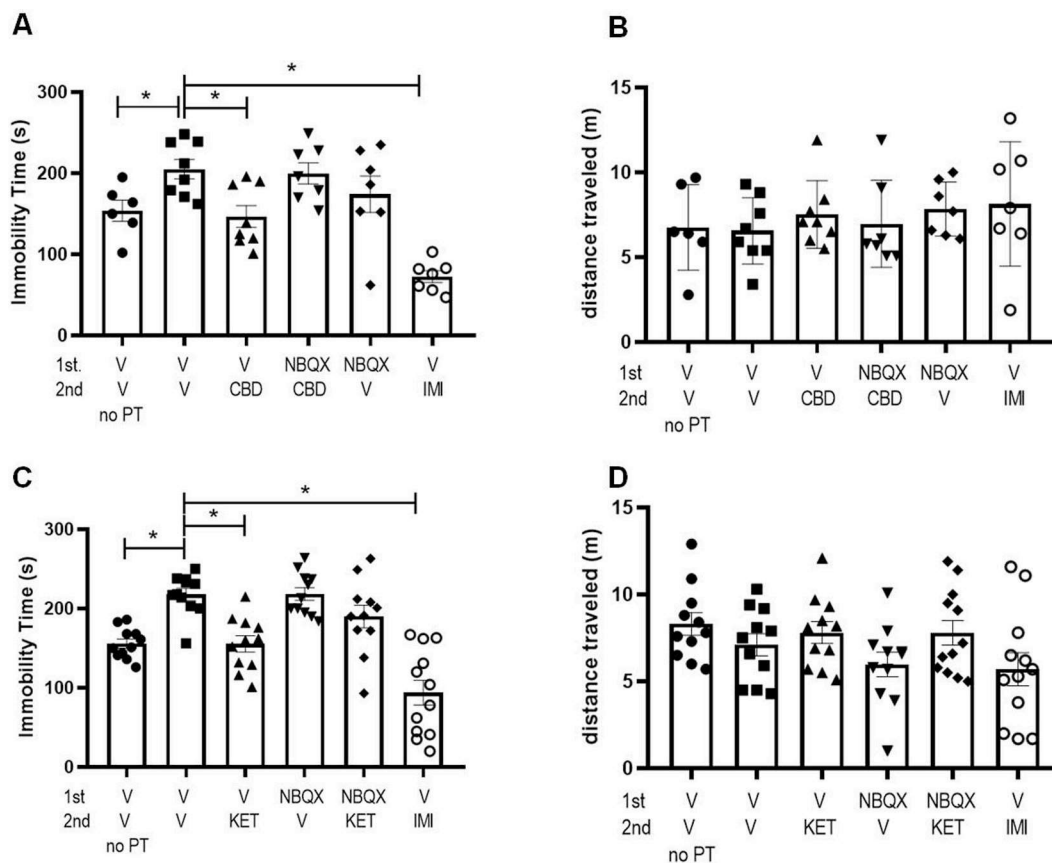 A
Immobility Time (s)
300
200
100
0
* * *
1st. V V V NBQX NBQX V
2nd V V CBD CBD V IMI
no PT
B
distance traveled (m)
15
10
5
0
1st V V V NBQX NBQX V
2nd V V CBD CBD V IMI
no PT
C
Immobility Time (s)
300
200
100
0
* * *
1st V V V NBQX NBQX V
2nd V V KET V KET IMI
no PT
D
distance traveled (m)
15
10
5
0
1st V V V NBQX NBQX V
2nd V V KET V KET IMI
no PT